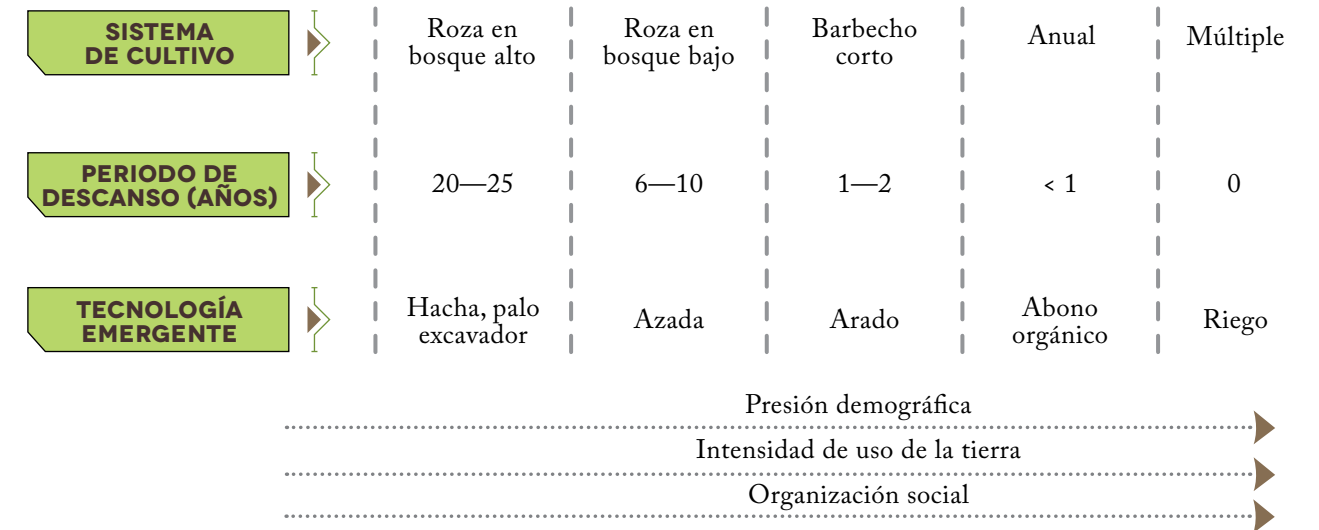 SISTEMA
DE CULTIVO
Roza en
bosque alto
Roza en
bosque bajo
Barbecho
corto
Anual
Múltiple
PERIODO DE
DESCANSO (AÑOS)
20—25
6—10
1—2
< 1
0
TECNOLOGÍA
EMERGENTE
Hacha, palo
excavador
Azada
Arado
Abono
orgánico
Riego
Presión demográfica
Intensidad de uso de la tierra
Organización social